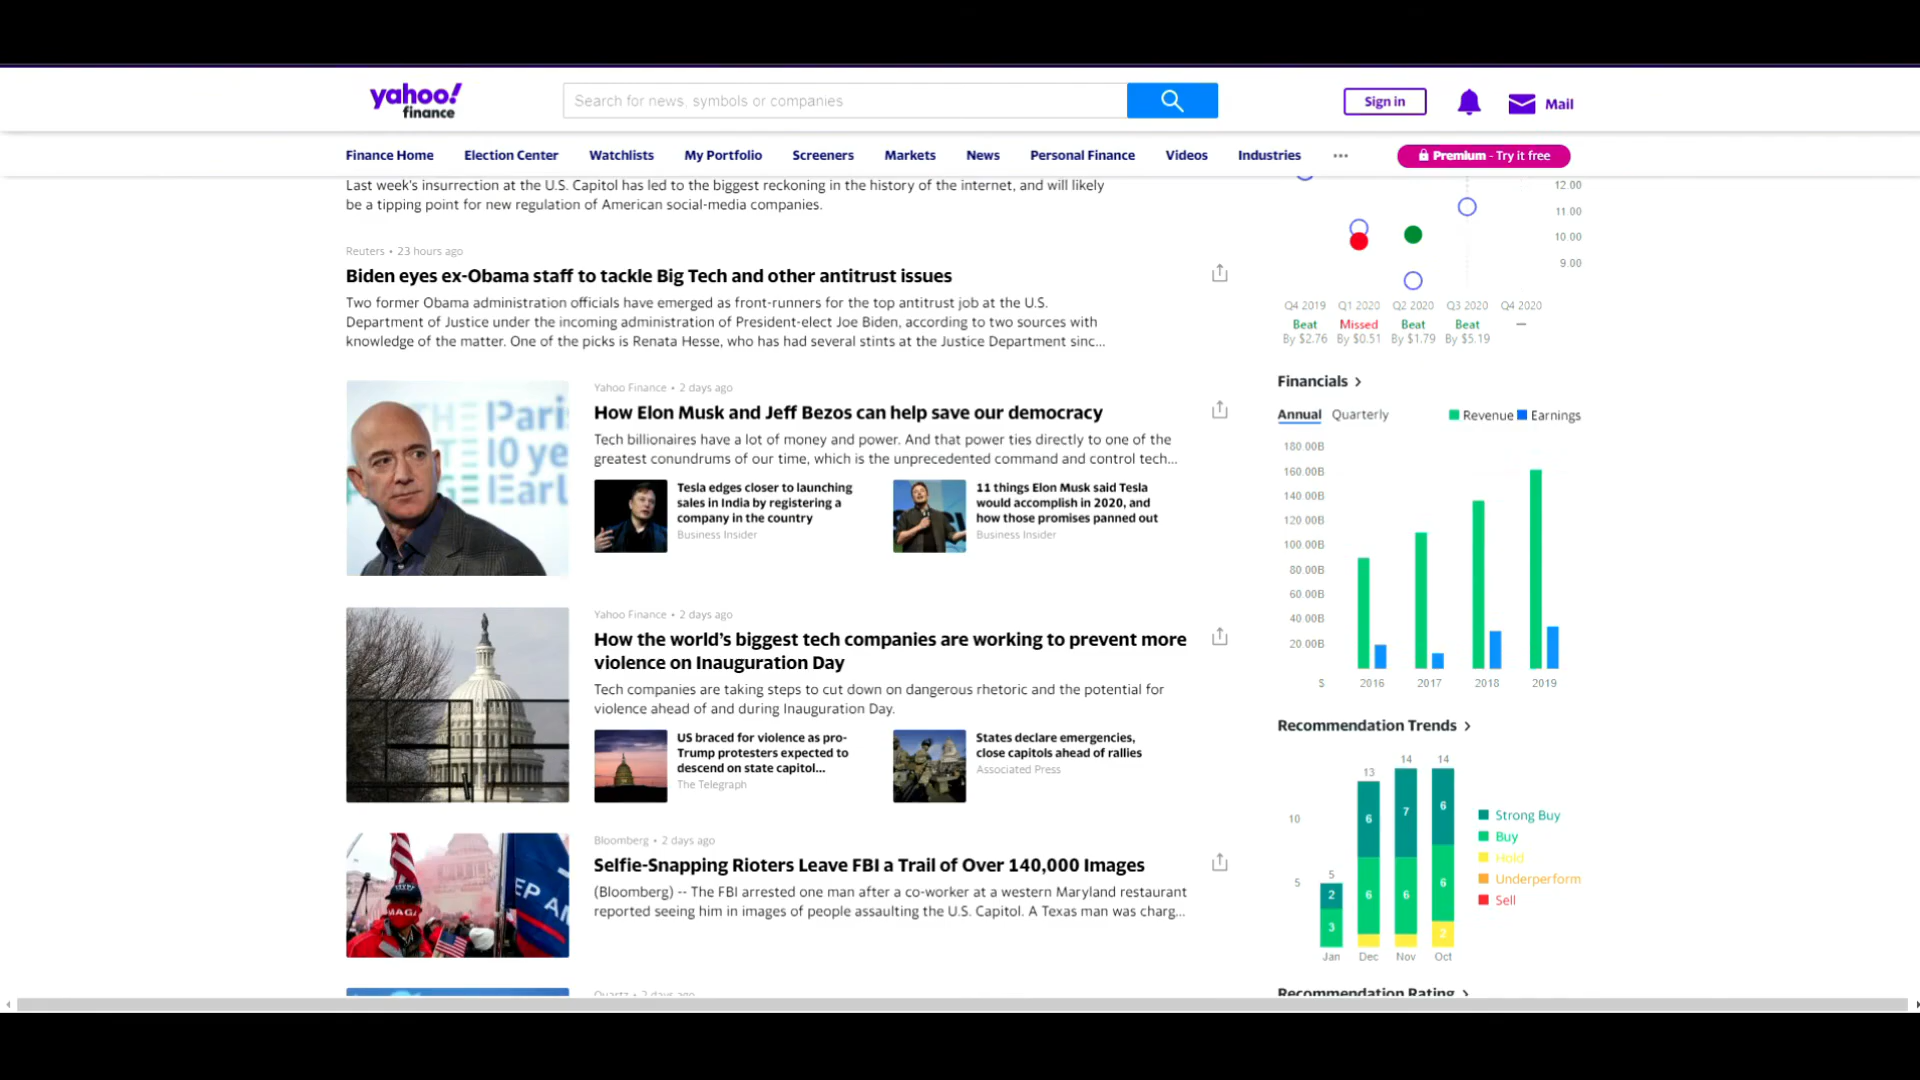 yahoo!
finance
Search for news, symbols or companies
Sign in
Mail
Finance Home
Election Center
Watchlists
My Portfolio
Screeners
Markets
News
Personal Finance
Videos
Industries
Premium - Try it free
Last week's insurrection at the U.S. Capitol has led to the biggest reckoning in the history of the internet, and will likely
be a tipping point for new regulation of American social-media companies.
Reuters • 23 hours ago
Biden eyes ex-Obama staff to tackle Big Tech and other antitrust issues
Two former Obama administration officials have emerged as front-runners for the top antitrust job at the U.S.
Department of Justice under the incoming administration of President-elect Joe Biden, according to two sources with
knowledge of the matter. One of the picks is Renata Hesse, who has had several stints at the Justice Department sinc...
Yahoo Finance • 2 days ago
How Elon Musk and Jeff Bezos can help save our democracy
Tech billionaires have a lot of money and power. And that power ties directly to one of the
greatest conundrums of our time, which is the unprecedented command and control tech...
Tesla edges closer to launching
sales in India by registering a
company in the country
Business Insider
11 things Elon Musk said Tesla
would accomplish in 2020, and
how those promises panned out
Business Insider
Yahoo Finance • 2 days ago
How the world's biggest tech companies are working to prevent more
violence on Inauguration Day
Tech companies are taking steps to cut down on dangerous rhetoric and the potential for
violence ahead of and during Inauguration Day.
US braced for violence as pro-
Trump protesters expected to
descend on state capitol...
The Telegraph
States declare emergencies,
close capitols ahead of rallies
Associated Press
Bloomberg • 2 days ago
Selfie-Snapping Rioters Leave FBI a Trail of Over 140,000 Images
(Bloomberg) -- The FBI arrested one man after a co-worker at a western Maryland restaurant
reported seeing him in images of people assaulting the U.S. Capitol. A Texas man was charg...
MAGA
Quartz • 2 days ago
12.00
11.00
10.00
9.00
Q4 2019 Q1 2020 Q2 2020 Q3 2020 Q4 2020
Beat Missed Beat Beat —
By $2.76 By $0.51 By $1.79 By $5.19
Financials
Annual Quarterly Revenue Earnings
180.00B
160.00B
140.00B
120.00B
100.00B
80.00B
60.00B
40.00B
20.00B
$ 2016 2017 2018 2019
Recommendation Trends
14 14
13
10
6 7 6
5
5
2
6 6 6
3
2
Jan Dec Nov Oct
Strong Buy
Buy
Hold
Underperform
Sell
Recommendation Rating